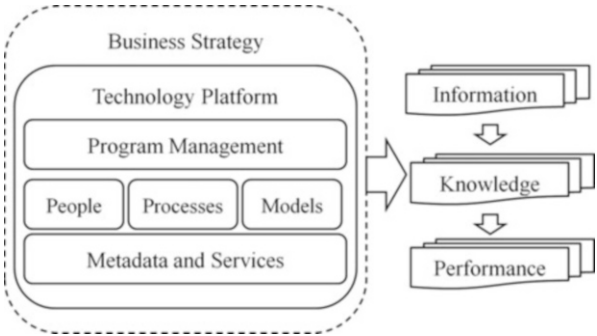 Business Strategy
Technology Platform
Program Management
People
Processes
Models
Metadata and Services
Information
Knowledge
Performance